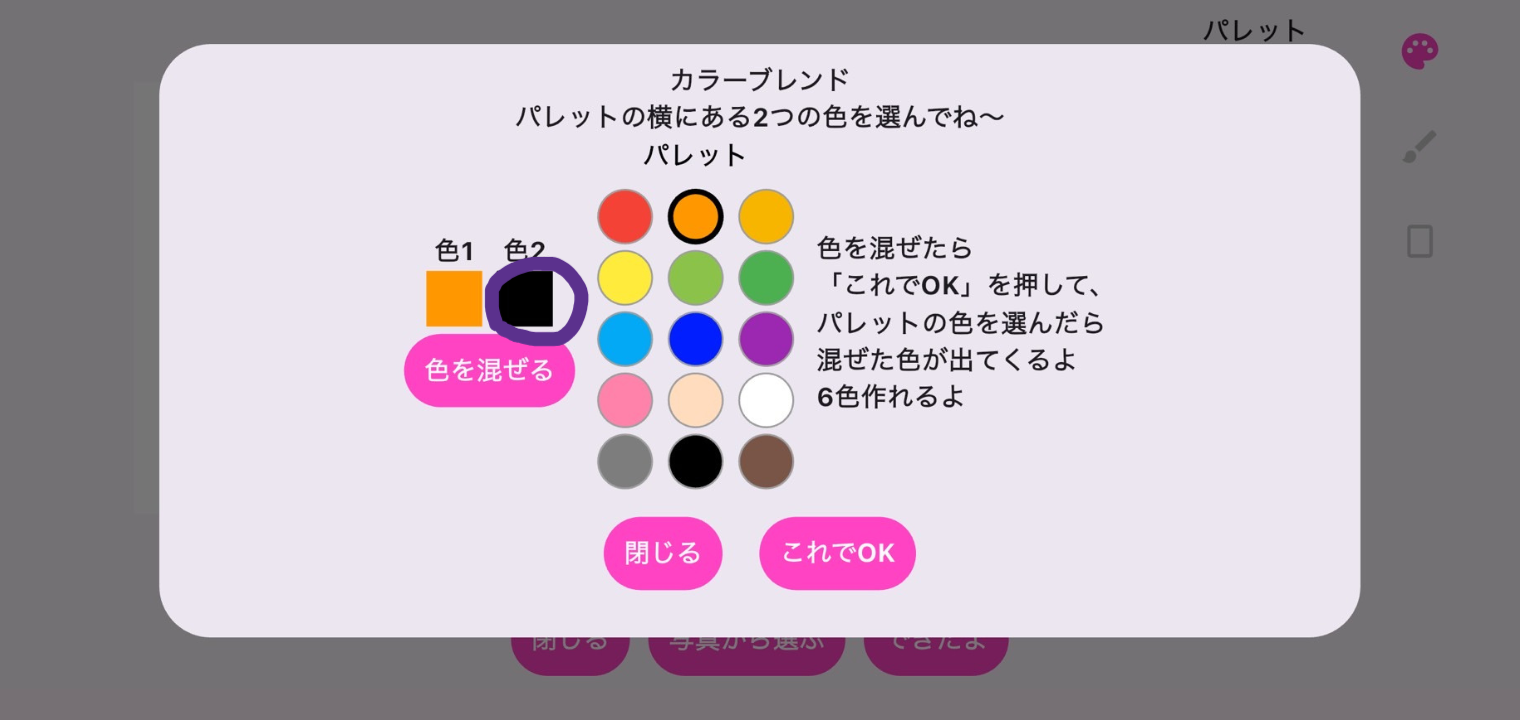 パレット
カラーブレンド
パレットの横にある2つの色を選んでね〜
パレット
色1
色2
色を混ぜる
色を混ぜたら
「これでOK」を押して、
パレットの色を選んだら
混ぜた色が出てくるよ
6色作れるよ
閉じる
これでOK
閉じる
写真から選ぶ
できたよ